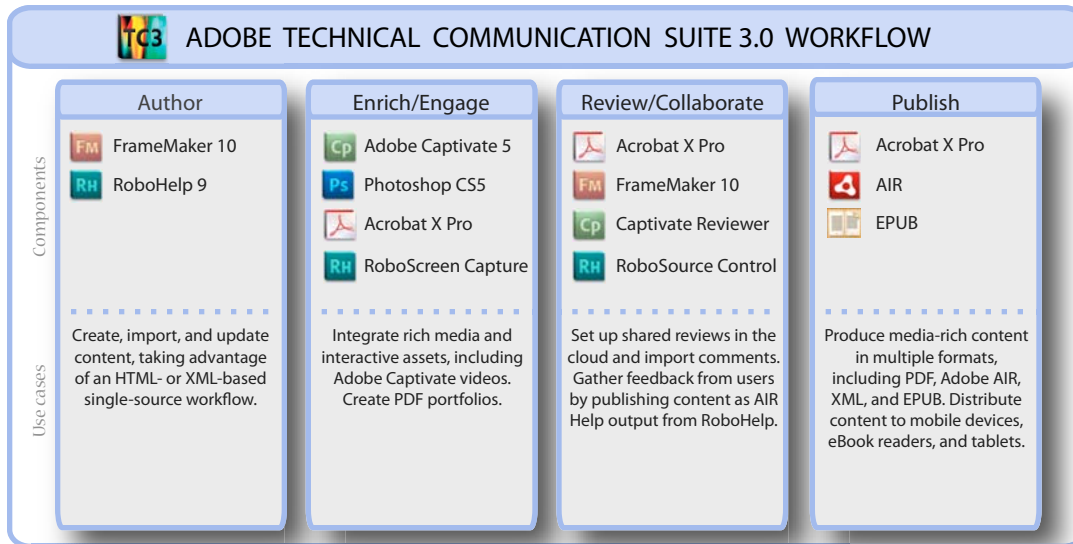 TC3 ADOBE TECHNICAL COMMUNICATION SUITE 3.0 WORKFLOW
Components
Use cases
Author
Fm FrameMaker 10
RH RoboHelp 9
Create, import, and update
content, taking advantage
of an HTML- or XML-based
single-source workflow.
Enrich/Engage
Cp Adobe Captivate 5
Ps Photoshop CS5
Acrobat X Pro
RH RoboScreen Capture
Integrate rich media and
interactive assets, including
Adobe Captivate videos.
Create PDF portfolios.
Review/Collaborate
Acrobat X Pro
Fm FrameMaker 10
Cp Captivate Reviewer
RH RoboSource Control
Set up shared reviews in the
cloud and import comments.
Gather feedback from users
by publishing content as AIR
Help output from RoboHelp.
Publish
Acrobat X Pro
AIR
EPUB
Produce media-rich content
in multiple formats,
including PDF, Adobe AIR,
XML, and EPUB. Distribute
content to mobile devices,
eBook readers, and tablets.